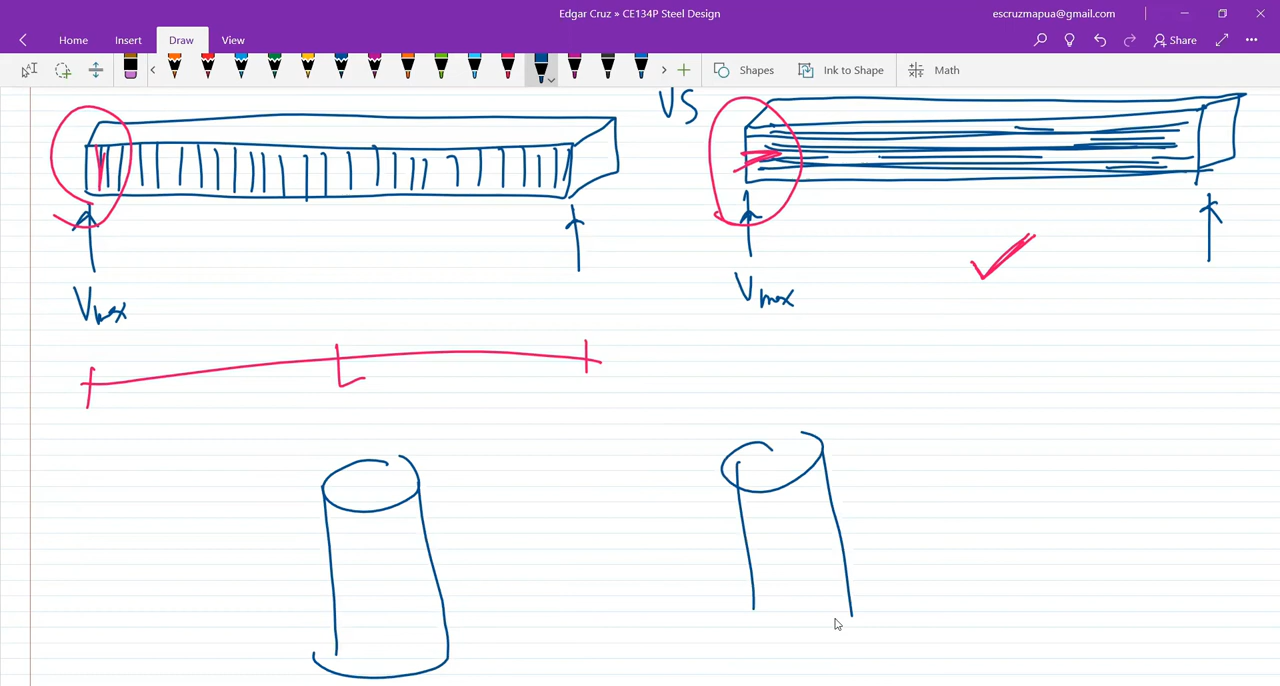 Edgar Cruz » CE134P Steel Design
escruzmapua@gmail.com
Home Insert Draw View
Share
Shapes Ink to Shape Math
VS
Vmax
Vmax
L